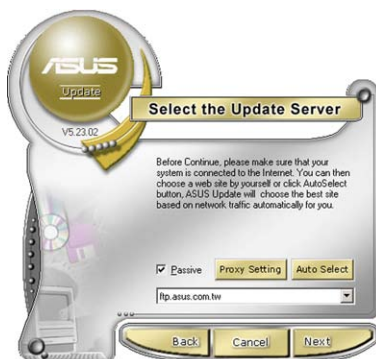 ASUS
Update
V5.23.02
Select the Update Server
Before Continue, please make sure that your
system is connected to the Internet. You can then
choose a web site by yourself or click AutoSelect
button, ASUS Update will choose the best site
based on network traffic automatically for you.
Passive
Proxy Setting
Auto Select
ftp.asus.com.tw
Back
Cancel
Next